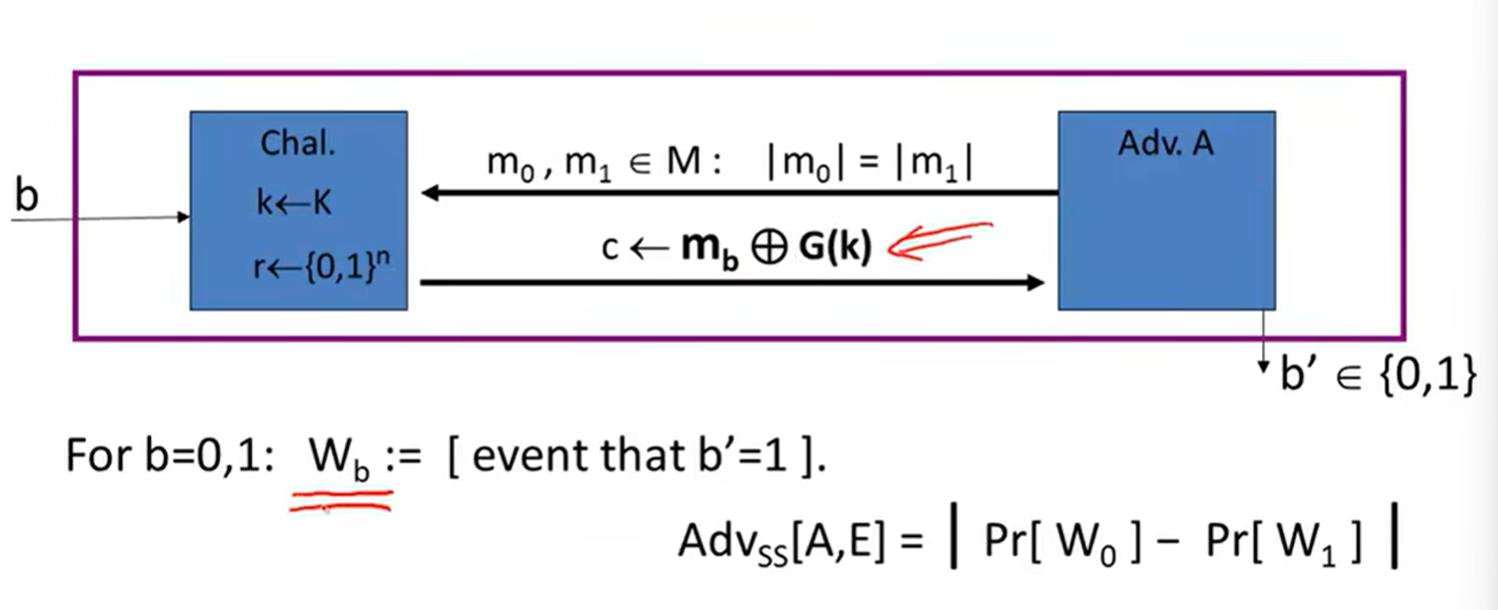 Chal.
Adv. A
m₀ , m₁ ∈ M : |m₀| = |m₁|
b
k←K
c ← m_b ⊕ G(k)
r←{0,1}ⁿ
b’ ∈ {0,1}
For b=0,1: W_b := [ event that b’=1 ].
Adv_SS[A,E] = | Pr[ W₀ ] − Pr[ W₁ ] |